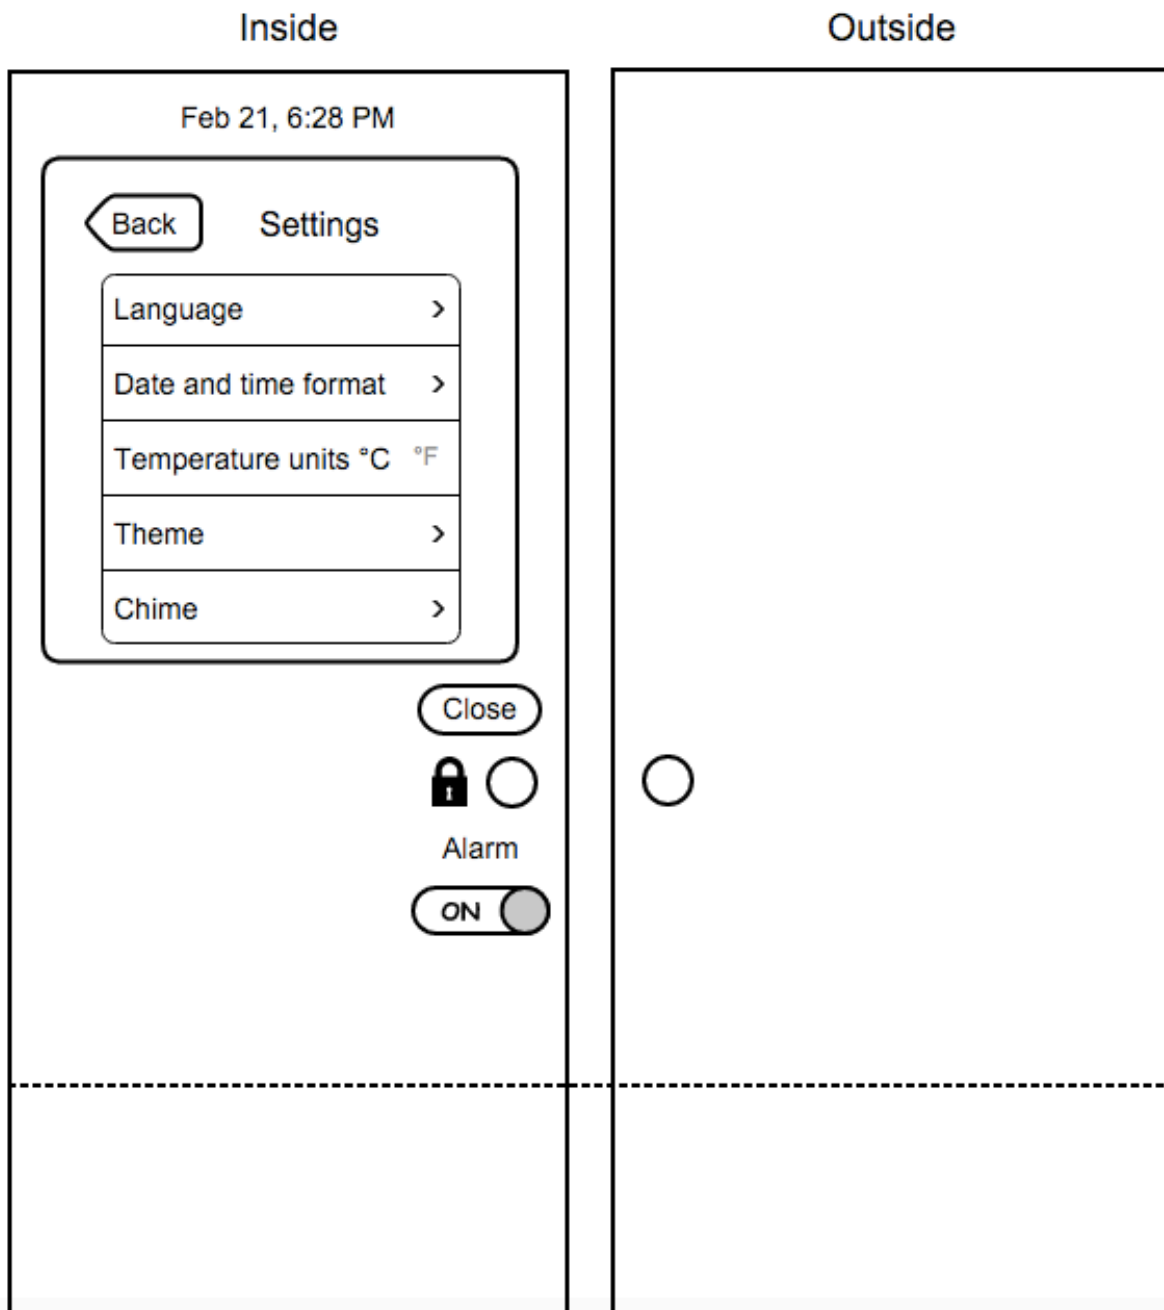 Inside
Outside
Feb 21, 6:28 PM
Back
Settings
Language
Date and time format
Temperature units °C °F
Theme
Chime
Close
Alarm
ON